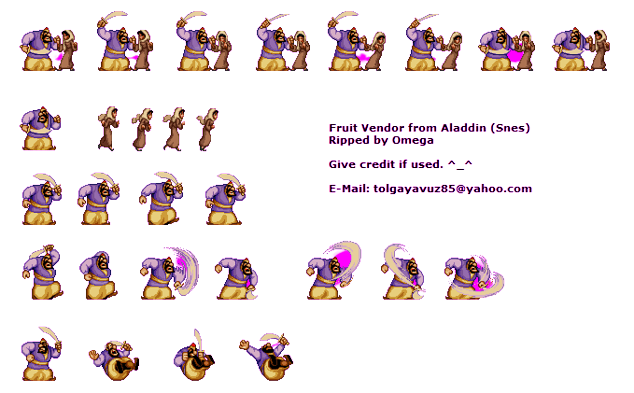 Fruit Vendor from Aladdin (Snes)
Ripped by Omega
Give credit if used. ^_^
E-Mail: tolgayavuz85@yahoo.com